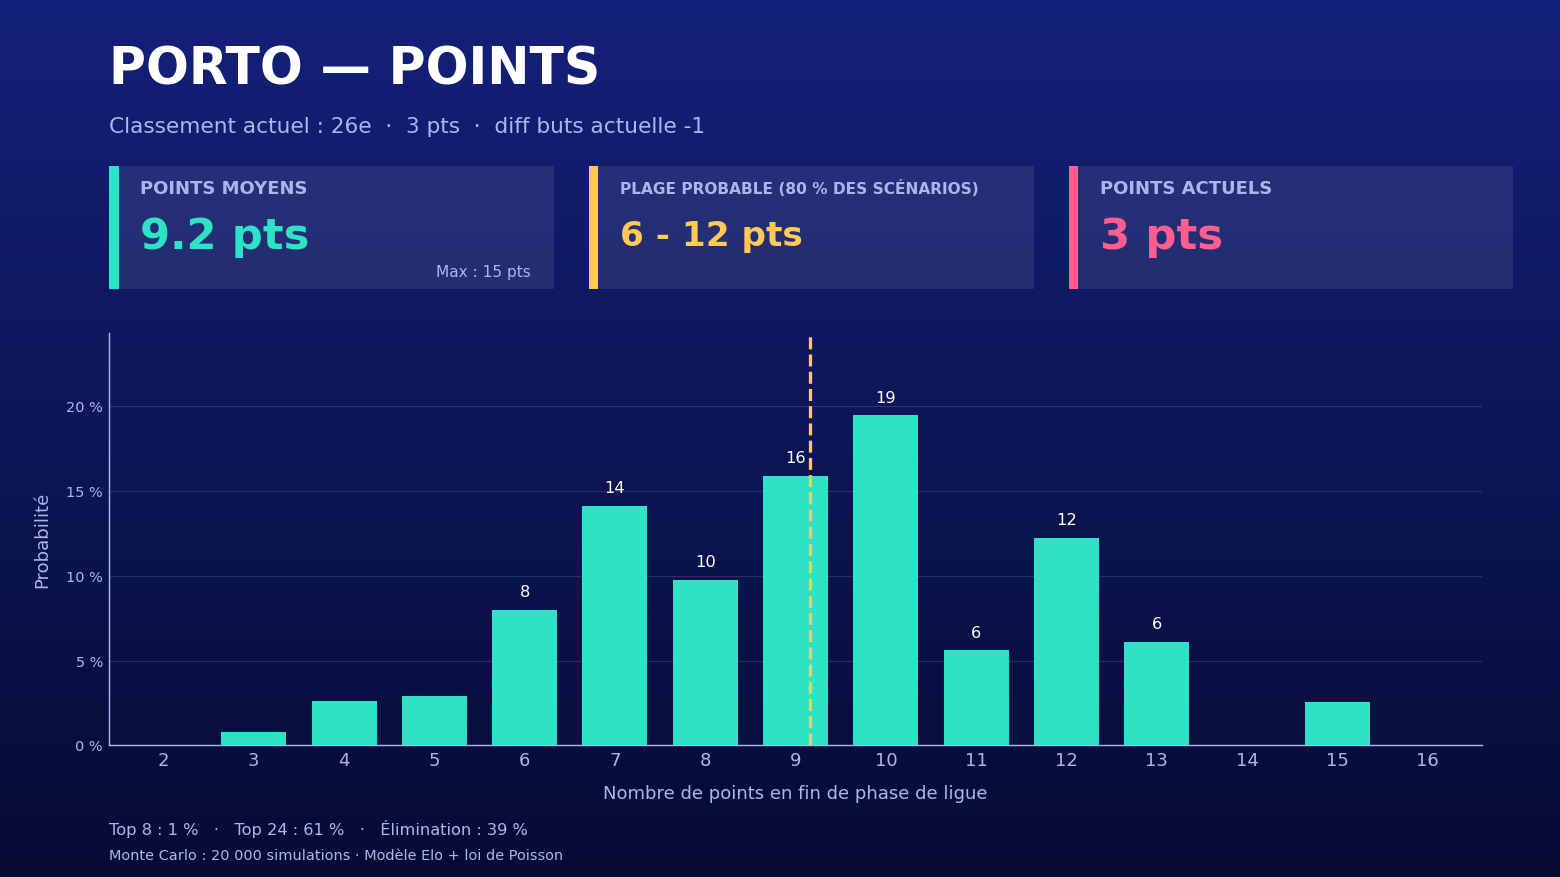 PORTO — POINTS
Classement actuel : 26e · 3 pts · diff buts actuelle -1
POINTS MOYENS
9.2 pts
Max : 15 pts
PLAGE PROBABLE (80 % DES SCÉNARIOS)
6 - 12 pts
POINTS ACTUELS
3 pts
Probabilité
20 %
15 %
10 %
5 %
0 %
8
14
10
16
19
6
12
6
2 3 4 5 6 7 8 9 10 11 12 13 14 15 16
Nombre de points en fin de phase de ligue
Top 8 : 1 % · Top 24 : 61 % · Élimination : 39 %
Monte Carlo : 20 000 simulations · Modèle Elo + loi de Poisson